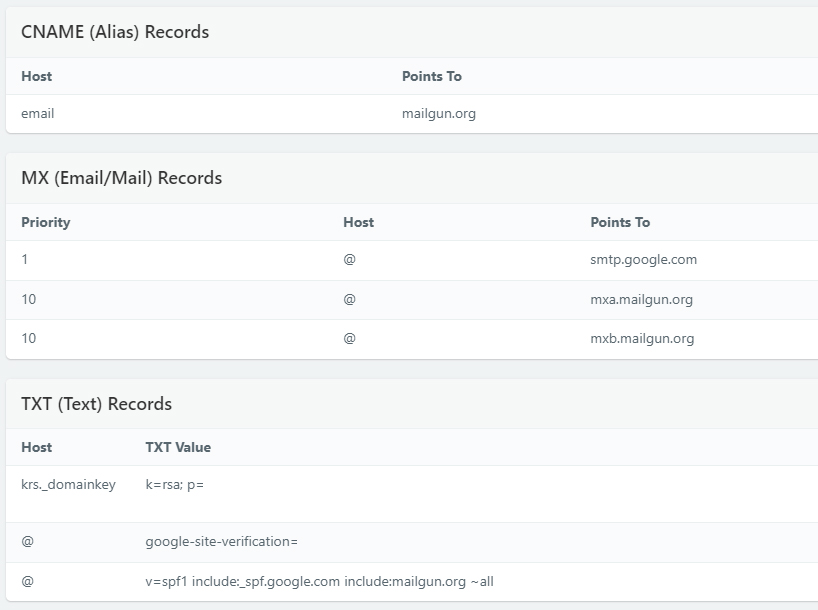 CNAME (Alias) Records
Host Points To
email mailgun.org
MX (Email/Mail) Records
Priority Host Points To
1 @ smtp.google.com
10 @ mxa.mailgun.org
10 @ mxb.mailgun.org
TXT (Text) Records
Host TXT Value
krs._domainkey k=rsa; p=
@ google-site-verification=
@ v=spf1 include:_spf.google.com include:mailgun.org ~all